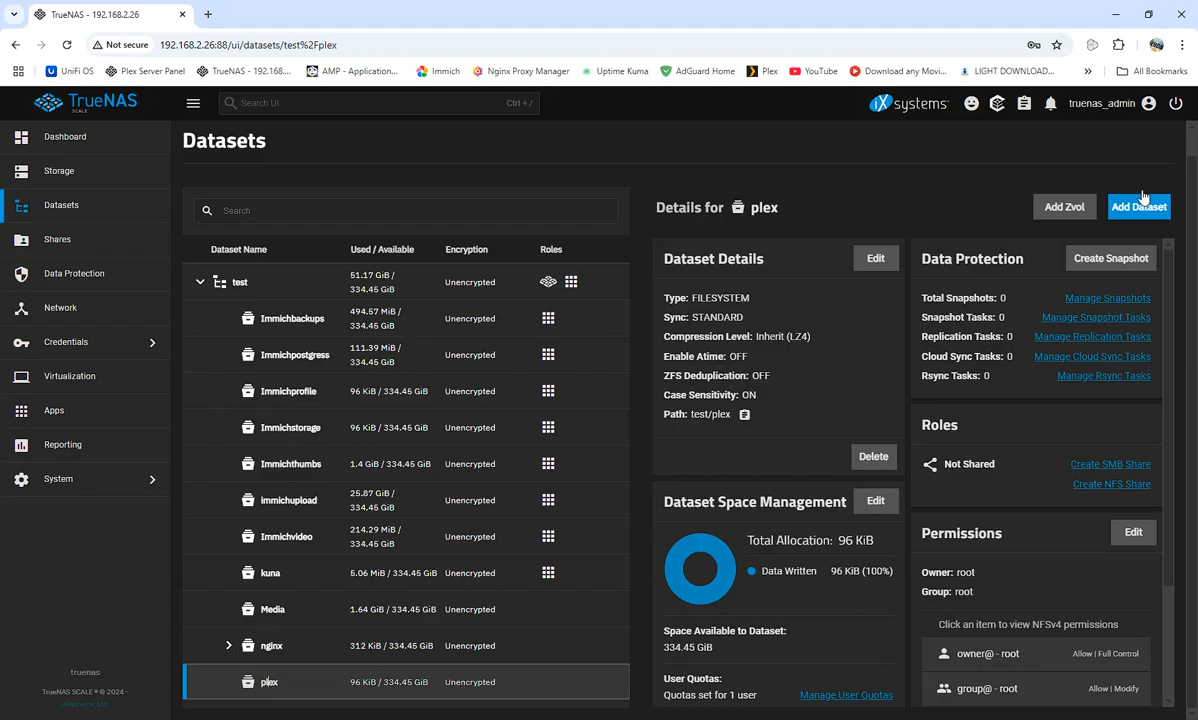 TrueNAS - 192.168.2.26
Not secure
192.168.2.26:88/ui/datasets/test%2Fplex
UniFi OS
Plex Server Panel
TrueNAS - 192.168....
AMP - Application...
Immich
Nginx Proxy Manager
Uptime Kuma
AdGuard Home
Plex
YouTube
Download any Movi...
LIGHT DOWNLOAD...
»
All Bookmarks
TrueNAS
SCALE
Search UI
Ctrl + /
iXsystems
truenas_admin
Dashboard
Storage
Datasets
Shares
Data Protection
Network
Credentials
Virtualization
Apps
Reporting
System
truenas
TrueNAS SCALE ® © 2024 -
iXsystems, Inc
Datasets
Search
Dataset Name
Used / Available
Encryption
Roles
test
51.17 GiB /
334.45 GiB
Unencrypted
Immichbackups
494.57 MiB /
334.45 GiB
Unencrypted
Immichpostgress
111.39 MiB /
334.45 GiB
Unencrypted
Immichprofile
96 KiB / 334.45 GiB
Unencrypted
Immichstorage
96 KiB / 334.45 GiB
Unencrypted
Immichthumbs
1.4 GiB / 334.45 GiB
Unencrypted
immichupload
25.87 GiB /
334.45 GiB
Unencrypted
Immichvideo
214.29 MiB /
334.45 GiB
Unencrypted
kuna
5.06 MiB / 334.45 GiB
Unencrypted
Media
1.64 GiB / 334.45 GiB
Unencrypted
nginx
312 KiB / 334.45 GiB
Unencrypted
plex
96 KiB / 334.45 GiB
Unencrypted
Details for plex
Add Zvol
Add Dataset
Dataset Details
Edit
Type: FILESYSTEM
Sync: STANDARD
Compression Level: Inherit (LZ4)
Enable Atime: OFF
ZFS Deduplication: OFF
Case Sensitivity: ON
Path: test/plex
Delete
Dataset Space Management
Edit
Total Allocation: 96 KiB
Data Written
96 KiB (100%)
Space Available to Dataset:
334.45 GiB
User Quotas:
Quotas set for 1 user
Manage User Quotas
Data Protection
Create Snapshot
Total Snapshots: 0
Manage Snapshots
Snapshot Tasks: 0
Manage Snapshot Tasks
Replication Tasks: 0
Manage Replication Tasks
Cloud Sync Tasks: 0
Manage Cloud Sync Tasks
Rsync Tasks: 0
Manage Rsync Tasks
Roles
Not Shared
Create SMB Share
Create NFS Share
Permissions
Edit
Owner: root
Group: root
Click an item to view NFSv4 permissions
owner@ - root
Allow | Full Control
group@ - root
Allow | Modify